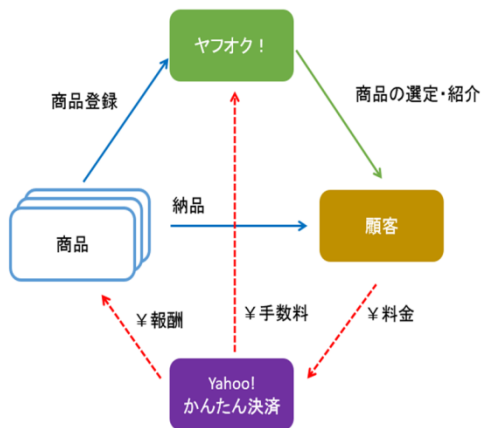 ヤフオク！
商品登録
商品の選定・紹介
納品
商品
顧客
￥報酬
￥手数料
￥料金
Yahoo!
かんたん決済